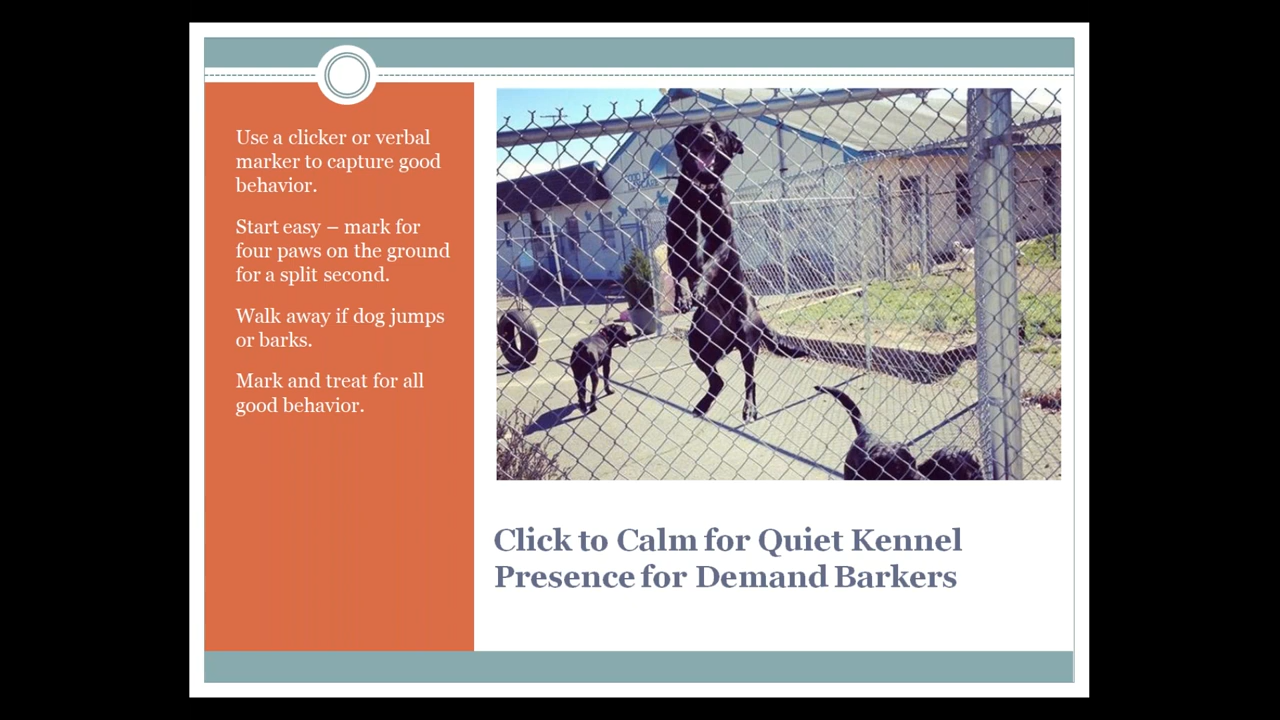 Use a clicker or verbal
marker to capture good
behavior.
Start easy – mark for
four paws on the ground
for a split second.
Walk away if dog jumps
or barks.
Mark and treat for all
good behavior.
Click to Calm for Quiet Kennel
Presence for Demand Barkers